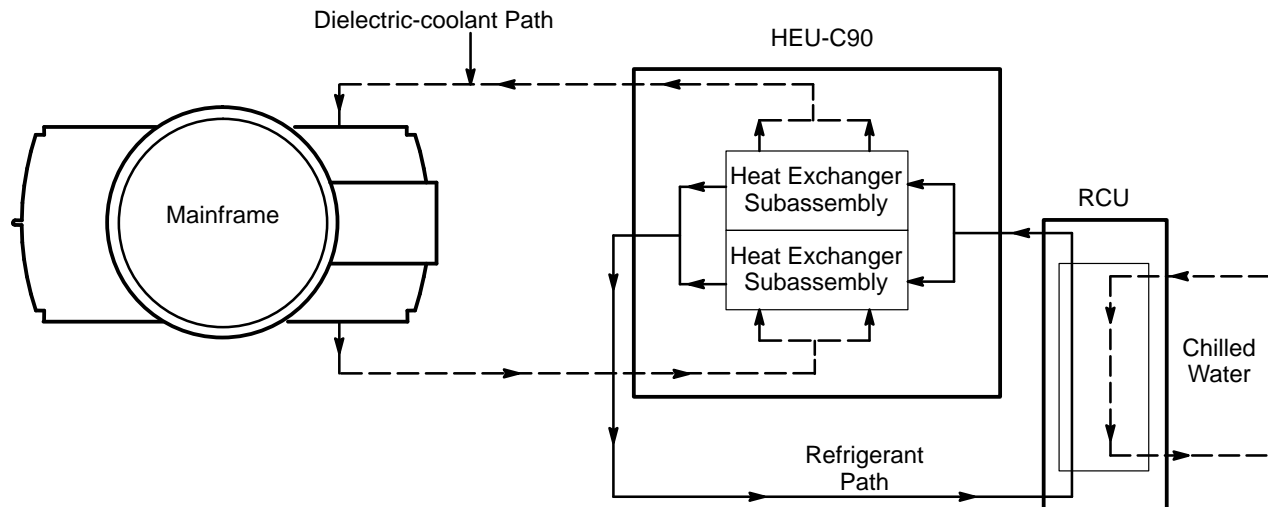 Dielectric-coolant Path
HEU-C90
Heat Exchanger
Subassembly
Mainframe
RCU
Heat Exchanger
Subassembly
Chilled
Water
Refrigerant
Path